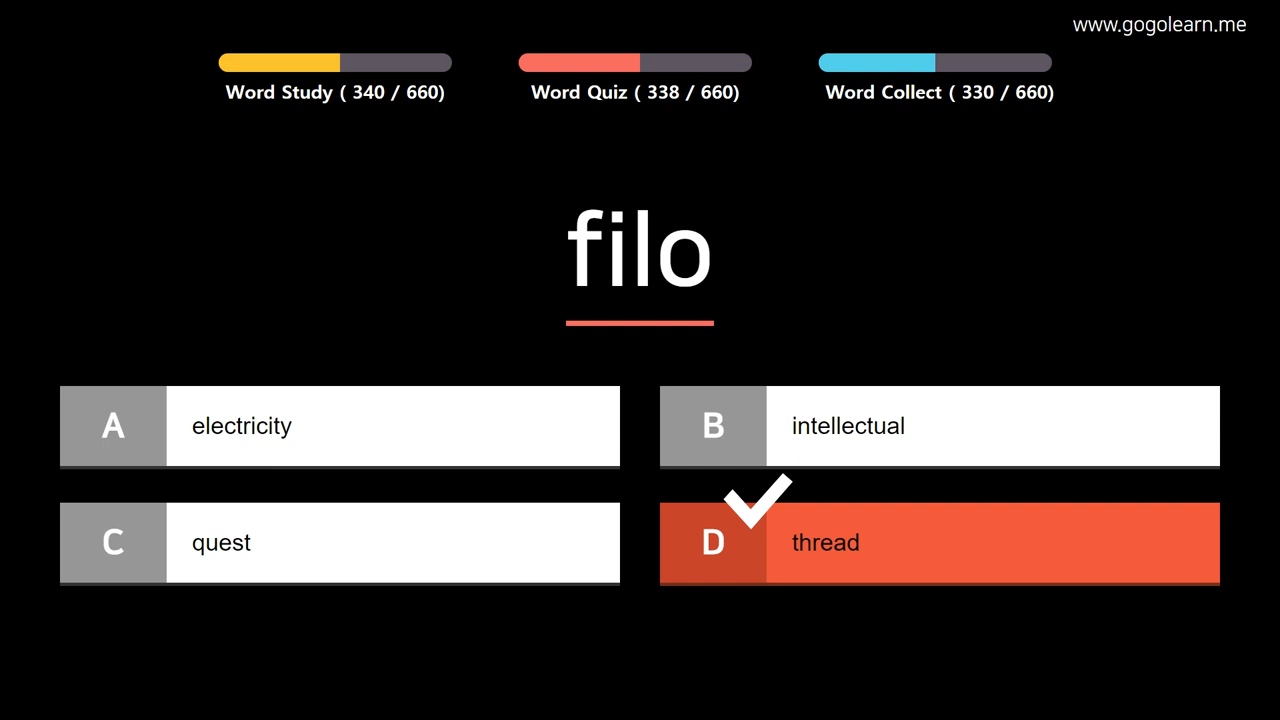 www.gogolearn.me
Word Study ( 340 / 660)
Word Quiz ( 338 / 660)
Word Collect ( 330 / 660)
filo
A electricity
B intellectual
C quest
D thread